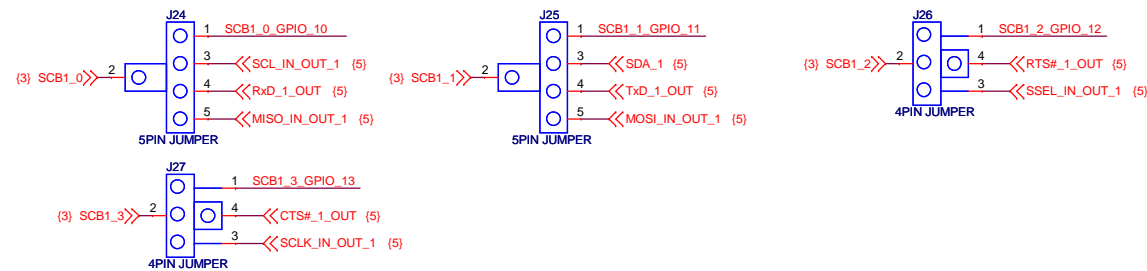 J24
1 SCB1_0_GPIO_10
{3} SCB1_0 2
3 SCL_IN_OUT_1 {5}
4 RxD_1_OUT {5}
5 MISO_IN_OUT_1 {5}
5PIN JUMPER
J25
1 SCB1_1_GPIO_11
{3} SCB1_1 2
3 SDA_1 {5}
4 TxD_1_OUT {5}
5 MOSI_IN_OUT_1 {5}
5PIN JUMPER
J26
1 SCB1_2_GPIO_12
{3} SCB1_2 2
4 RTS#_1_OUT {5}
3 SSEL_IN_OUT_1 {5}
4PIN JUMPER
J27
1 SCB1_3_GPIO_13
{3} SCB1_3 2
4 CTS#_1_OUT {5}
3 SCLK_IN_OUT_1 {5}
4PIN JUMPER